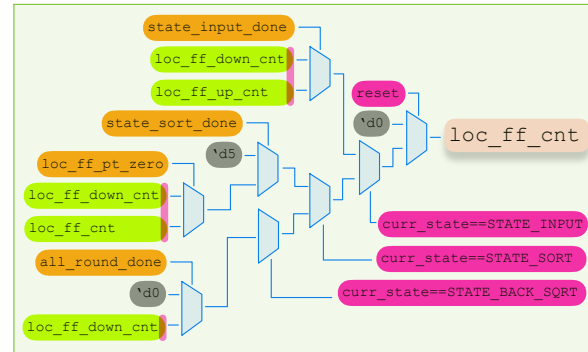 state_input_done
loc_ff_down_cnt
loc_ff_up_cnt
reset
‘d0
loc_ff_cnt
state_sort_done
‘d5
loc_ff_pt_zero
loc_ff_down_cnt
loc_ff_cnt
curr_state==STATE_INPUT
curr_state==STATE_SORT
curr_state==STATE_BACK_SQRT
all_round_done
‘d0
loc_ff_down_cnt